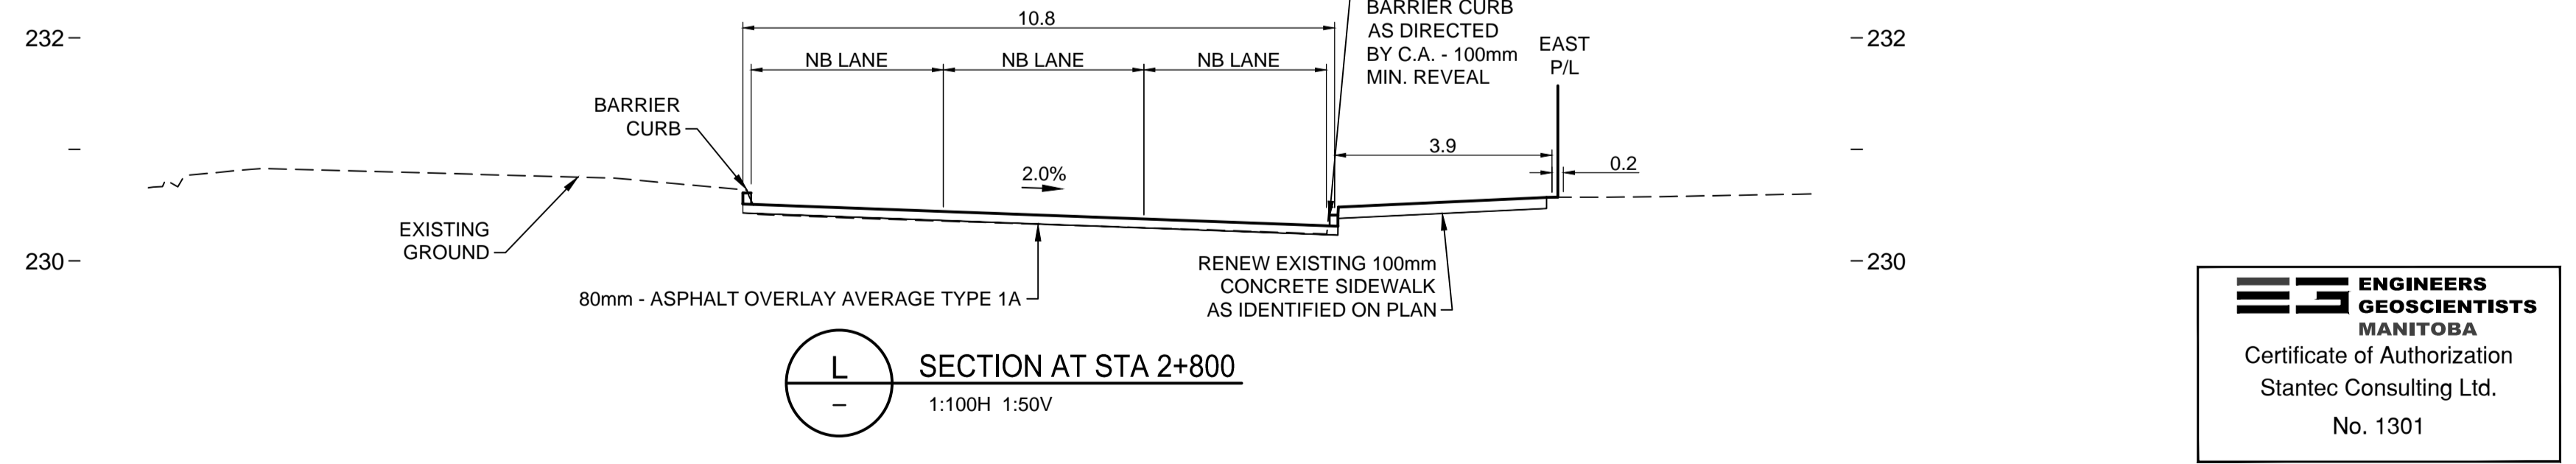 232
10.8
NB LANE
NB LANE
NB LANE
BARRIER CURB
AS DIRECTED
BY C.A. - 100mm
MIN. REVEAL
EAST
P/L
232
BARRIER
CURB
2.0%
3.9
0.2
EXISTING
GROUND
230
230
80mm - ASPHALT OVERLAY AVERAGE TYPE 1A
RENEW EXISTING 100mm
CONCRETE SIDEWALK
AS IDENTIFIED ON PLAN
L
–
SECTION AT STA 2+800
1:100H 1:50V
ENGINEERS
GEOSCIENTISTS
MANITOBA
Certificate of Authorization
Stantec Consulting Ltd.
No. 1301